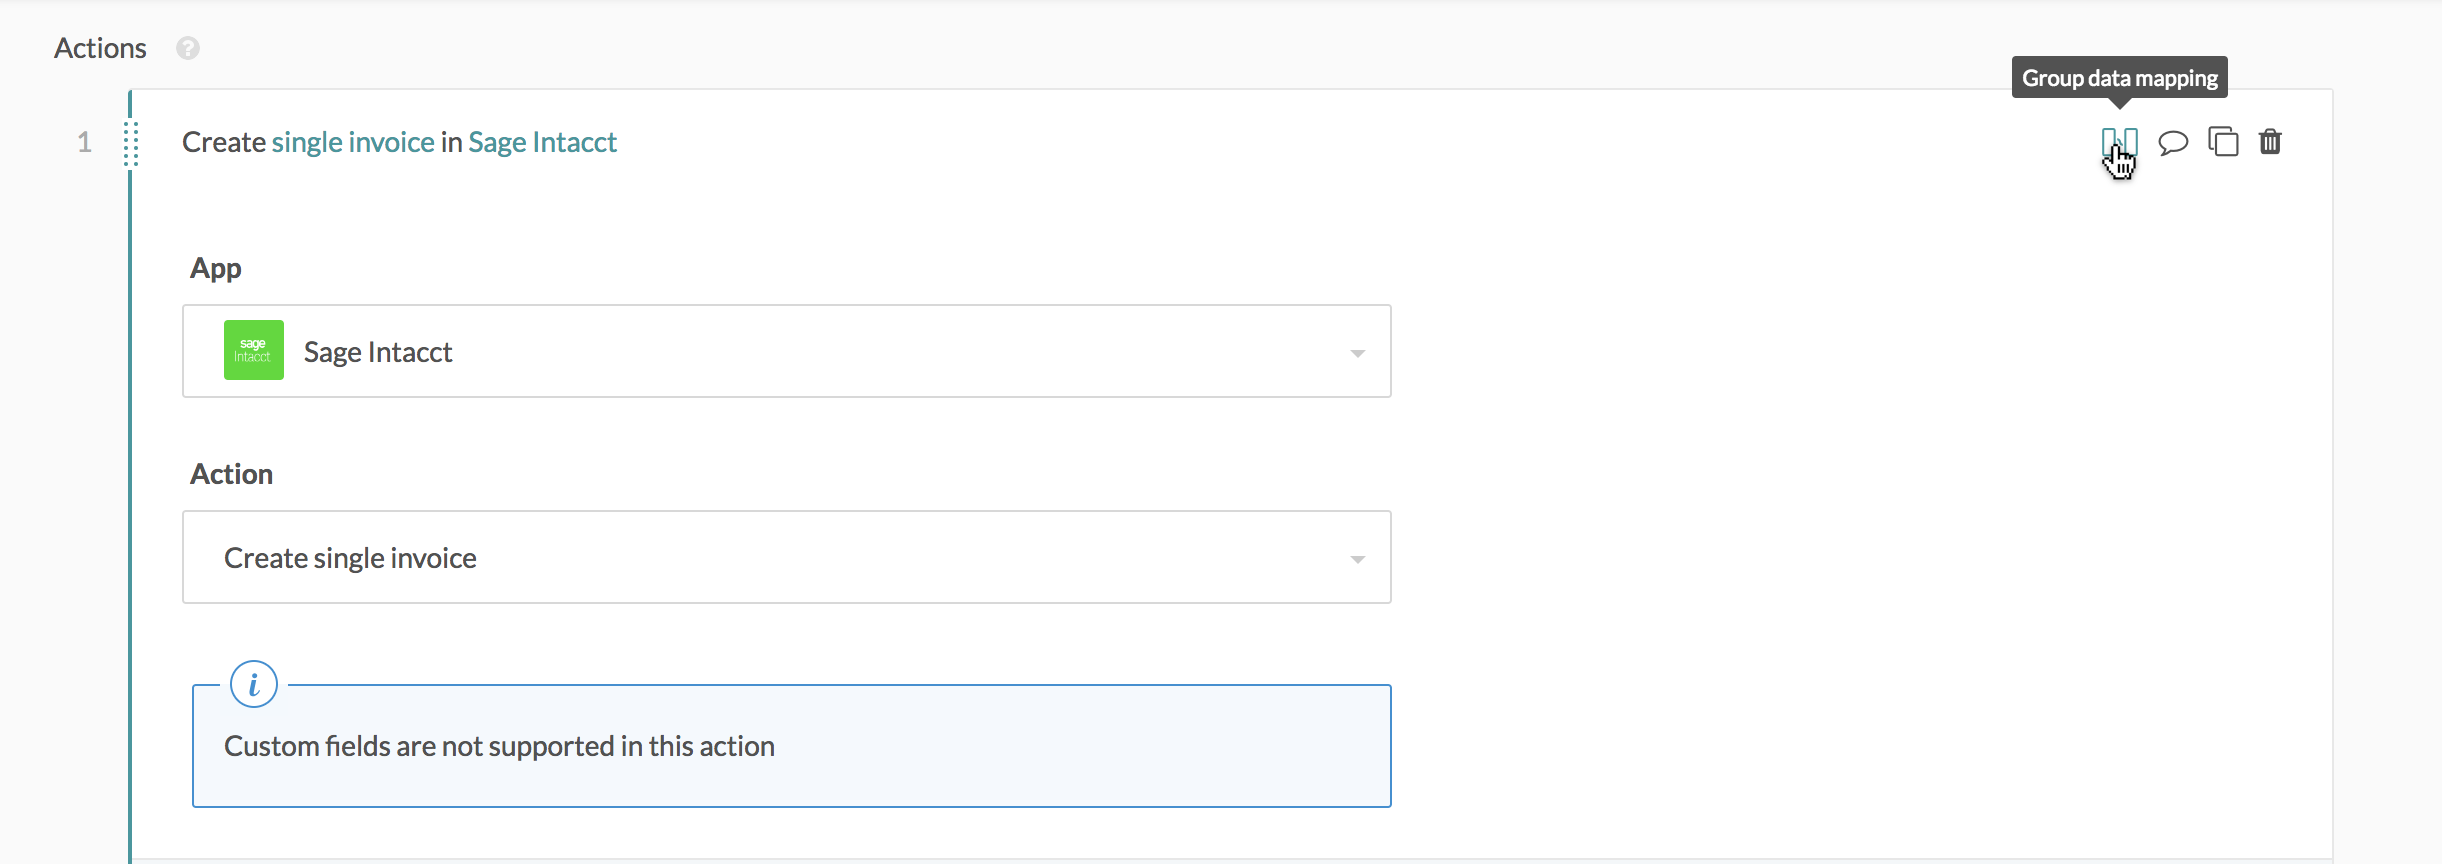 Actions ?
Group data mapping
1 Create single invoice in Sage Intacct
App
sage
Intacct
Sage Intacct
Action
Create single invoice
i
Custom fields are not supported in this action